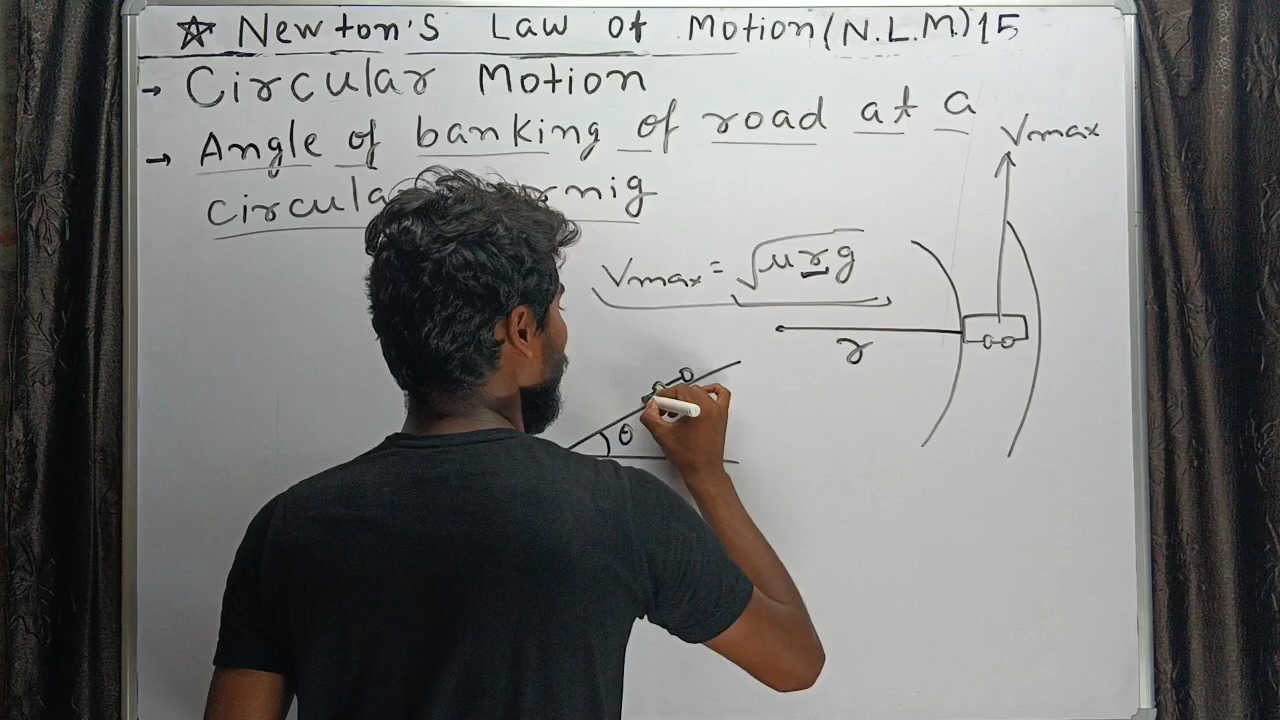 ☆ Newton's Law of Motion (N.L.M.) 15
→ Circular Motion
→ Angle of banking of road at a
Vmax
Vmax = √μrg
r
θ